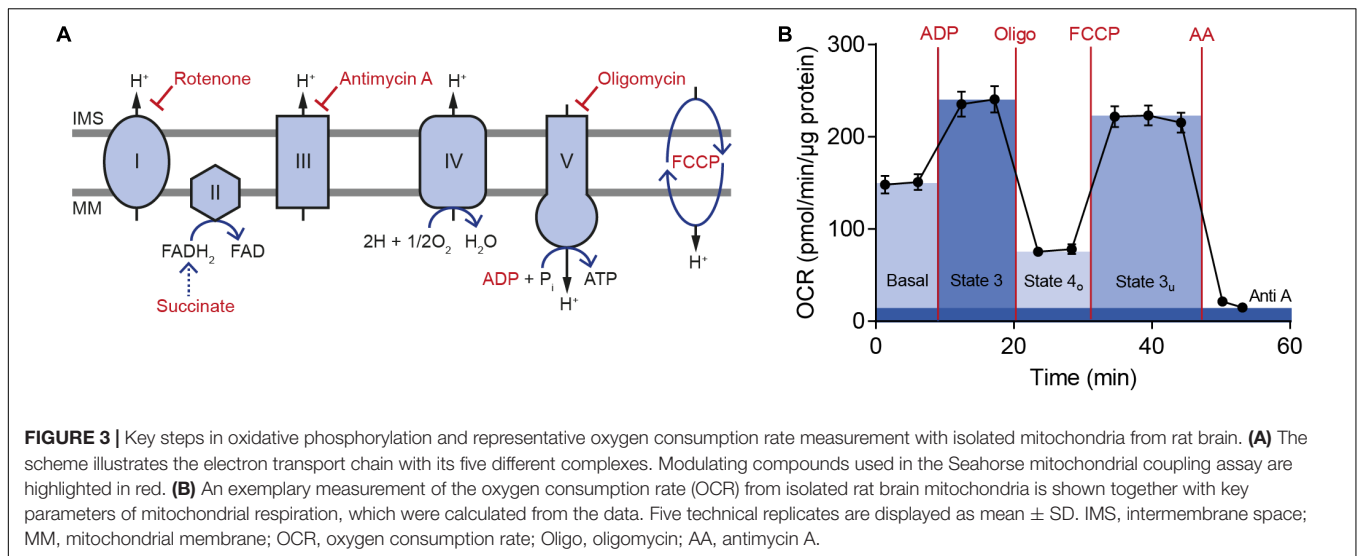 A
H⁺ Rotenone
H⁺ Antimycin A
H⁺
Oligomycin
IMS
I
II
III
IV
V
FCCP
MM
FADH₂ FAD
Succinate
2H + 1/2O₂ H₂O
ADP + Pᵢ ATP
H⁺
H⁺
B
ADP Oligo FCCP AA
300
200
100
0
OCR (pmol/min/µg protein)
Basal State 3 State 4ₒ State 3ᵤ Anti A
0 20 40 60
Time (min)
FIGURE 3 | Key steps in oxidative phosphorylation and representative oxygen consumption rate measurement with isolated mitochondria from rat brain. (A) The
scheme illustrates the electron transport chain with its five different complexes. Modulating compounds used in the Seahorse mitochondrial coupling assay are
highlighted in red. (B) An exemplary measurement of the oxygen consumption rate (OCR) from isolated rat brain mitochondria is shown together with key
parameters of mitochondrial respiration, which were calculated from the data. Five technical replicates are displayed as mean ± SD. IMS, intermembrane space;
MM, mitochondrial membrane; OCR, oxygen consumption rate; Oligo, oligomycin; AA, antimycin A.